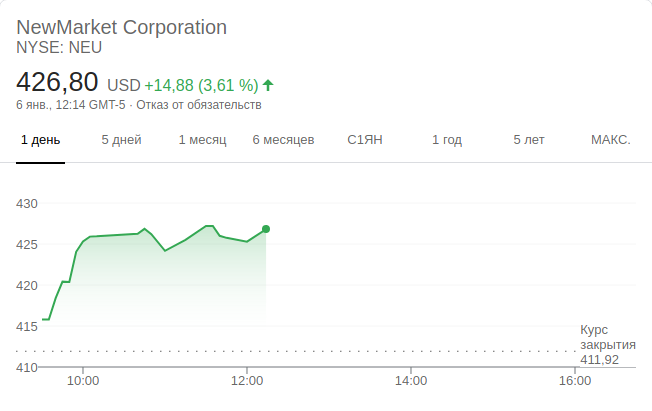 NewMarket Corporation
NYSE: NEU
426,80 USD +14,88 (3,61 %)
6 янв., 12:14 GMT-5 · Отказ от обязательств
1 день 5 дней 1 месяц 6 месяцев С1ЯН 1 год 5 лет МАКС.
430
425
420
415
410
Курс
закрытия
411,92
10:00 12:00 14:00 16:00